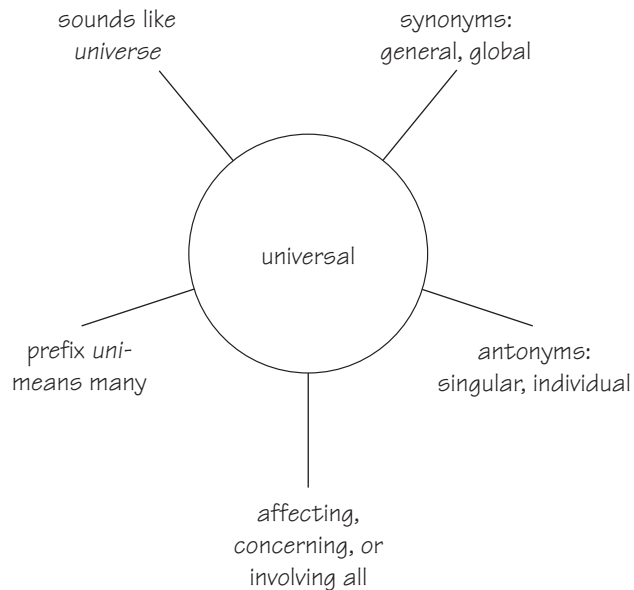 sounds like
universe
synonyms:
general, global
universal
prefix uni-
means many
antonyms:
singular, individual
affecting,
concerning, or
involving all